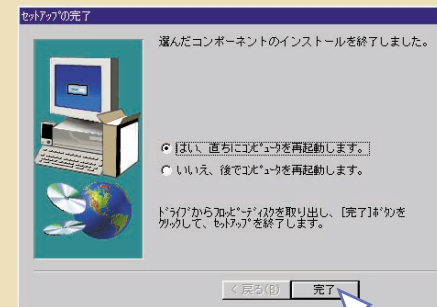 ｾｯﾄｱｯﾌﾟの完了
選んだコンポーネントのインストールを終了しました。
はい、直ちにｺﾝﾋﾟｭｰﾀを再起動します。
いいえ、後でｺﾝﾋﾟｭｰﾀを再起動します。
ﾄﾞﾗｲﾌﾞからﾌﾛｯﾋﾟｰﾃﾞｨｽｸを取り出し、[完了]ﾎﾞﾀﾝを
ｸﾘｯｸして、ｾｯﾄｱｯﾌﾟを終了します。
< 戻る(B)
完了